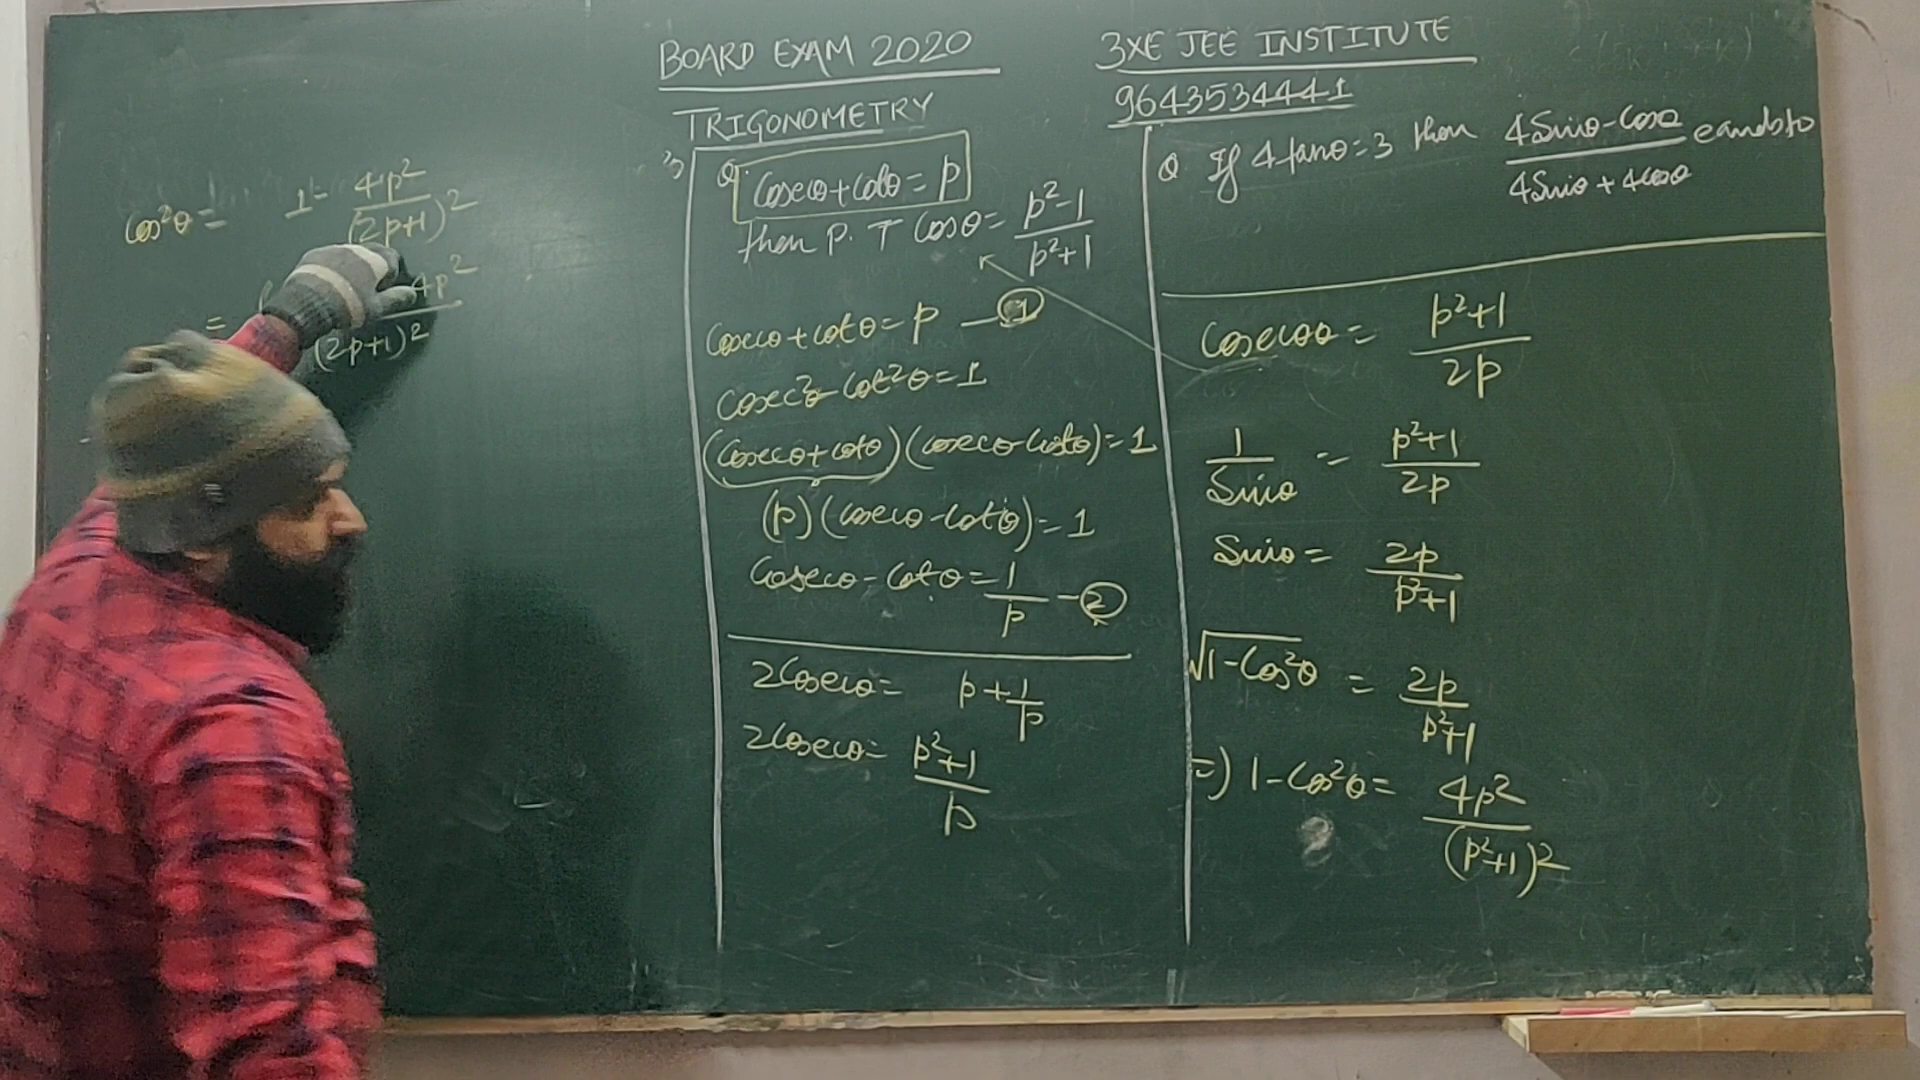 BOARD EXAM 2020
3XE JEE INSTITUTE
9643534441
TRIGONOMETRY
Cos²θ = 1 - 4p²/(2p+1)²
= 4p²/(2p+1)²
Q. Cosecθ + cotθ = p
then P.T Cosθ = p²-1/p²+1
Cosecθ + cotθ = p — ①
Cosec²θ - Cot²θ = 1
(Cosecθ + cotθ)(cosecθ - Cotθ) = 1
(p)(cosecθ - Cotθ) = 1
Cosecθ - Cotθ = 1/p — ②
2Cosecθ = p + 1/p
2Cosecθ = p²+1/p
Q. If 4tanθ = 3 then 4Sinθ - Cosθ/4Sinθ + 4Cosθ
Cosecθ = p²+1/2p
1/Sinθ = p²+1/2p
Sinθ = 2p/p²+1
√1-Cos²θ = 2p/p²+1
=) 1-Cos²θ = 4p²/(p²+1)²